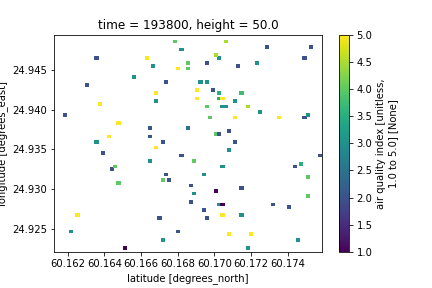 time = 193800, height = 50.0
24.945
24.940
24.935
24.930
24.925
longitude [degrees_east]
60.162 60.164 60.166 60.168 60.170 60.172 60.174
latitude [degrees_north]
5.0
4.5
4.0
3.5
3.0
2.5
2.0
1.5
1.0
air quality index [unitless,
1.0 to 5.0] [None]